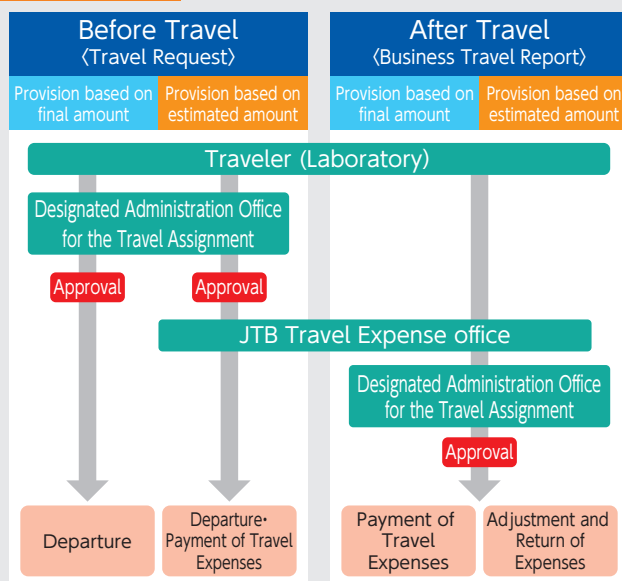 Before Travel
〈Travel Request〉
After Travel
〈Business Travel Report〉
Provision based on
final amount
Provision based on
estimated amount
Provision based on
final amount
Provision based on
estimated amount
Traveler (Laboratory)
Designated Administration Office
for the Travel Assignment
Approval
Approval
JTB Travel Expense office
Designated Administration Office
for the Travel Assignment
Approval
Departure
Departure・
Payment of Travel
Expenses
Payment of
Travel
Expenses
Adjustment and
Return of
Expenses